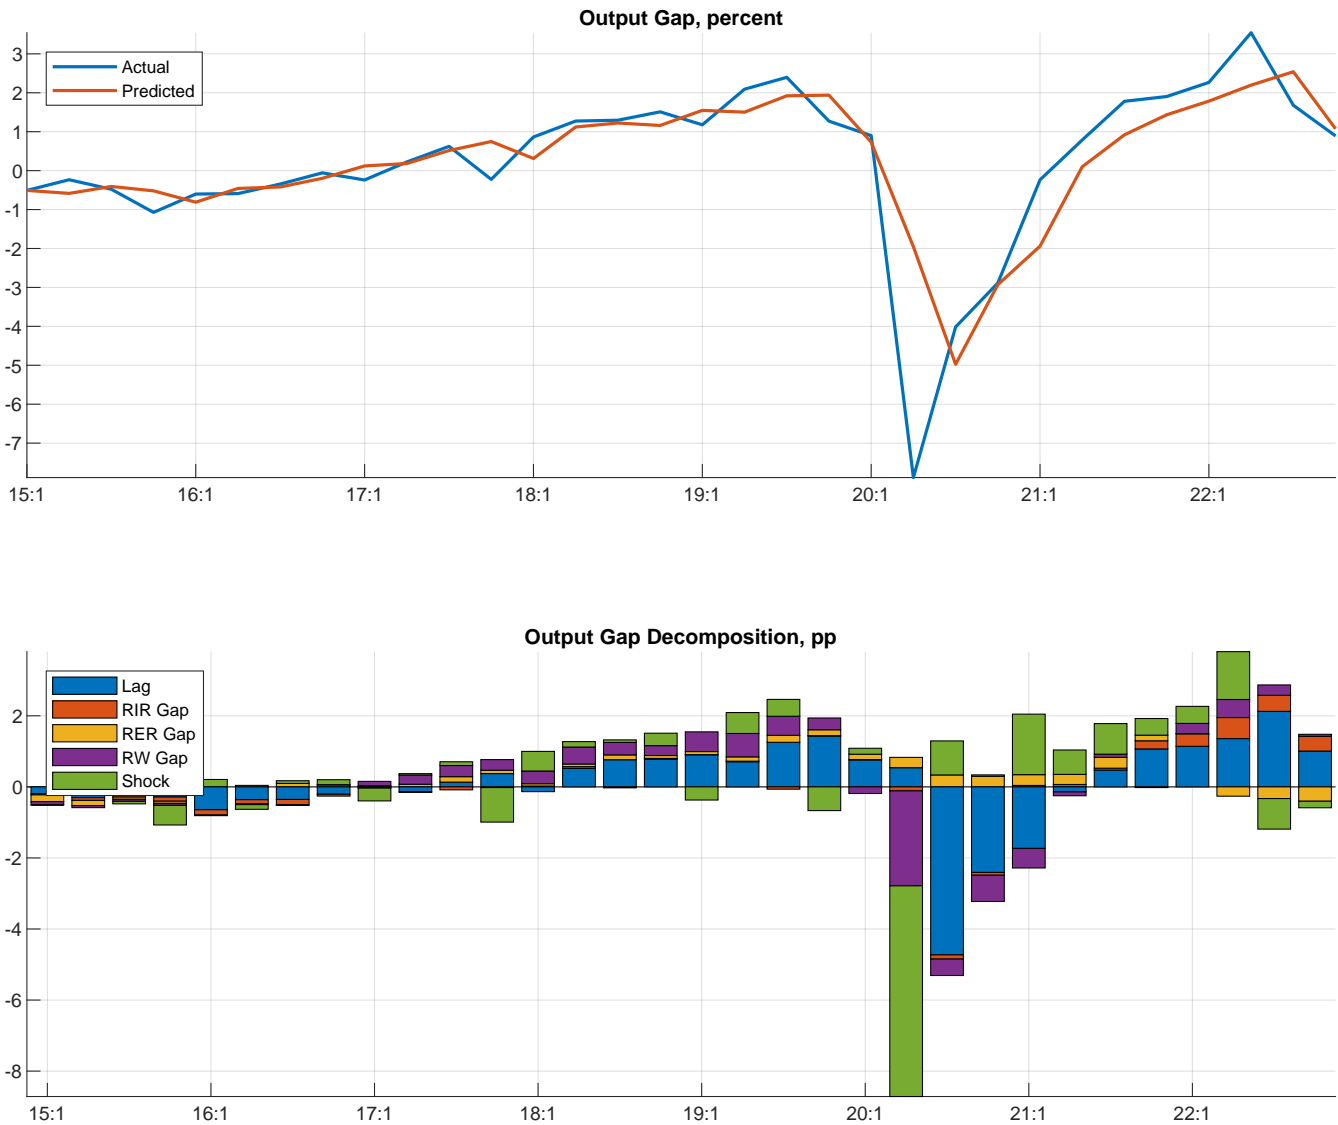 Output Gap, percent
3
2
1
0
-1
-2
-3
-4
-5
-6
-7
Actual
Predicted
15:1 16:1 17:1 18:1 19:1 20:1 21:1 22:1
Output Gap Decomposition, pp
2
0
-2
-4
-6
-8
Lag
RIR Gap
RER Gap
RW Gap
Shock
15:1 16:1 17:1 18:1 19:1 20:1 21:1 22:1